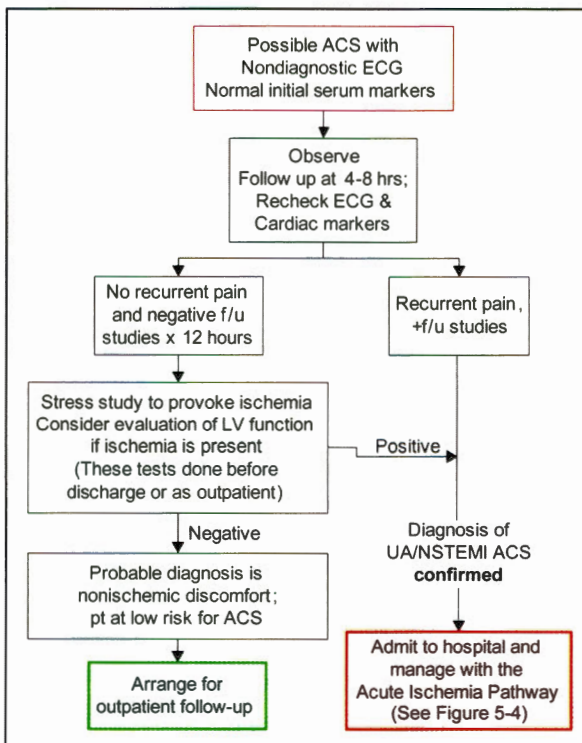 Possible ACS with
Nondiagnostic ECG
Normal initial serum markers
Observe
Follow up at 4-8 hrs;
Recheck ECG &
Cardiac markers
No recurrent pain
and negative f/u
studies x 12 hours
Recurrent pain,
+f/u studies
Stress study to provoke ischemia
Consider evaluation of LV function
if ischemia is present
(These tests done before
discharge or as outpatient)
Positive
Negative
Diagnosis of
UA/NSTEMI ACS
confirmed
Probable diagnosis is
nonischemic discomfort;
pt at low risk for ACS
Arrange for
outpatient follow-up
Admit to hospital and
manage with the
Acute Ischemia Pathway
(See Figure 5-4)